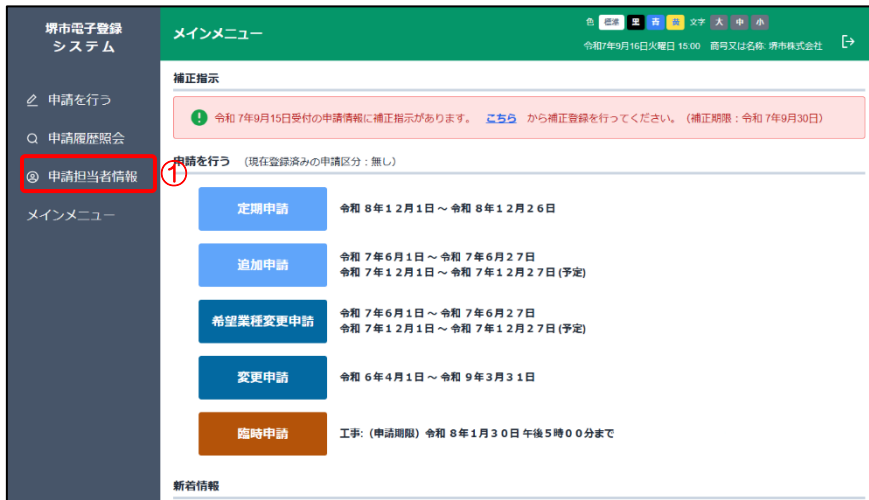 堺市電子登録
システム
申請を行う
申請履歴照会
申請担当者情報
①
メインメニュー
メインメニュー
色 標準 黒 青 黄 文字 大 中 小
令和7年9月16日火曜日 15:00 商号又は名称: 堺市株式会社
補正指示
令和 7年9月15日受付の申請情報に補正指示があります。 こちら から補正登録を行ってください。（補正期限：令和 7年9月30日）
申請を行う （現在登録済みの申請区分：無し）
定期申請 令和 8年12月1日～令和 8年12月26日
追加申請 令和 7年6月1日～令和 7年6月27日
令和 7年12月1日～令和 7年12月27日(予定)
希望業種変更申請 令和 7年6月1日～令和 7年6月27日
令和 7年12月1日～令和 7年12月27日(予定)
変更申請 令和 6年4月1日～令和 9年3月31日
臨時申請 工事:（申請期限）令和 8年1月30日 午後5時00分まで
新着情報